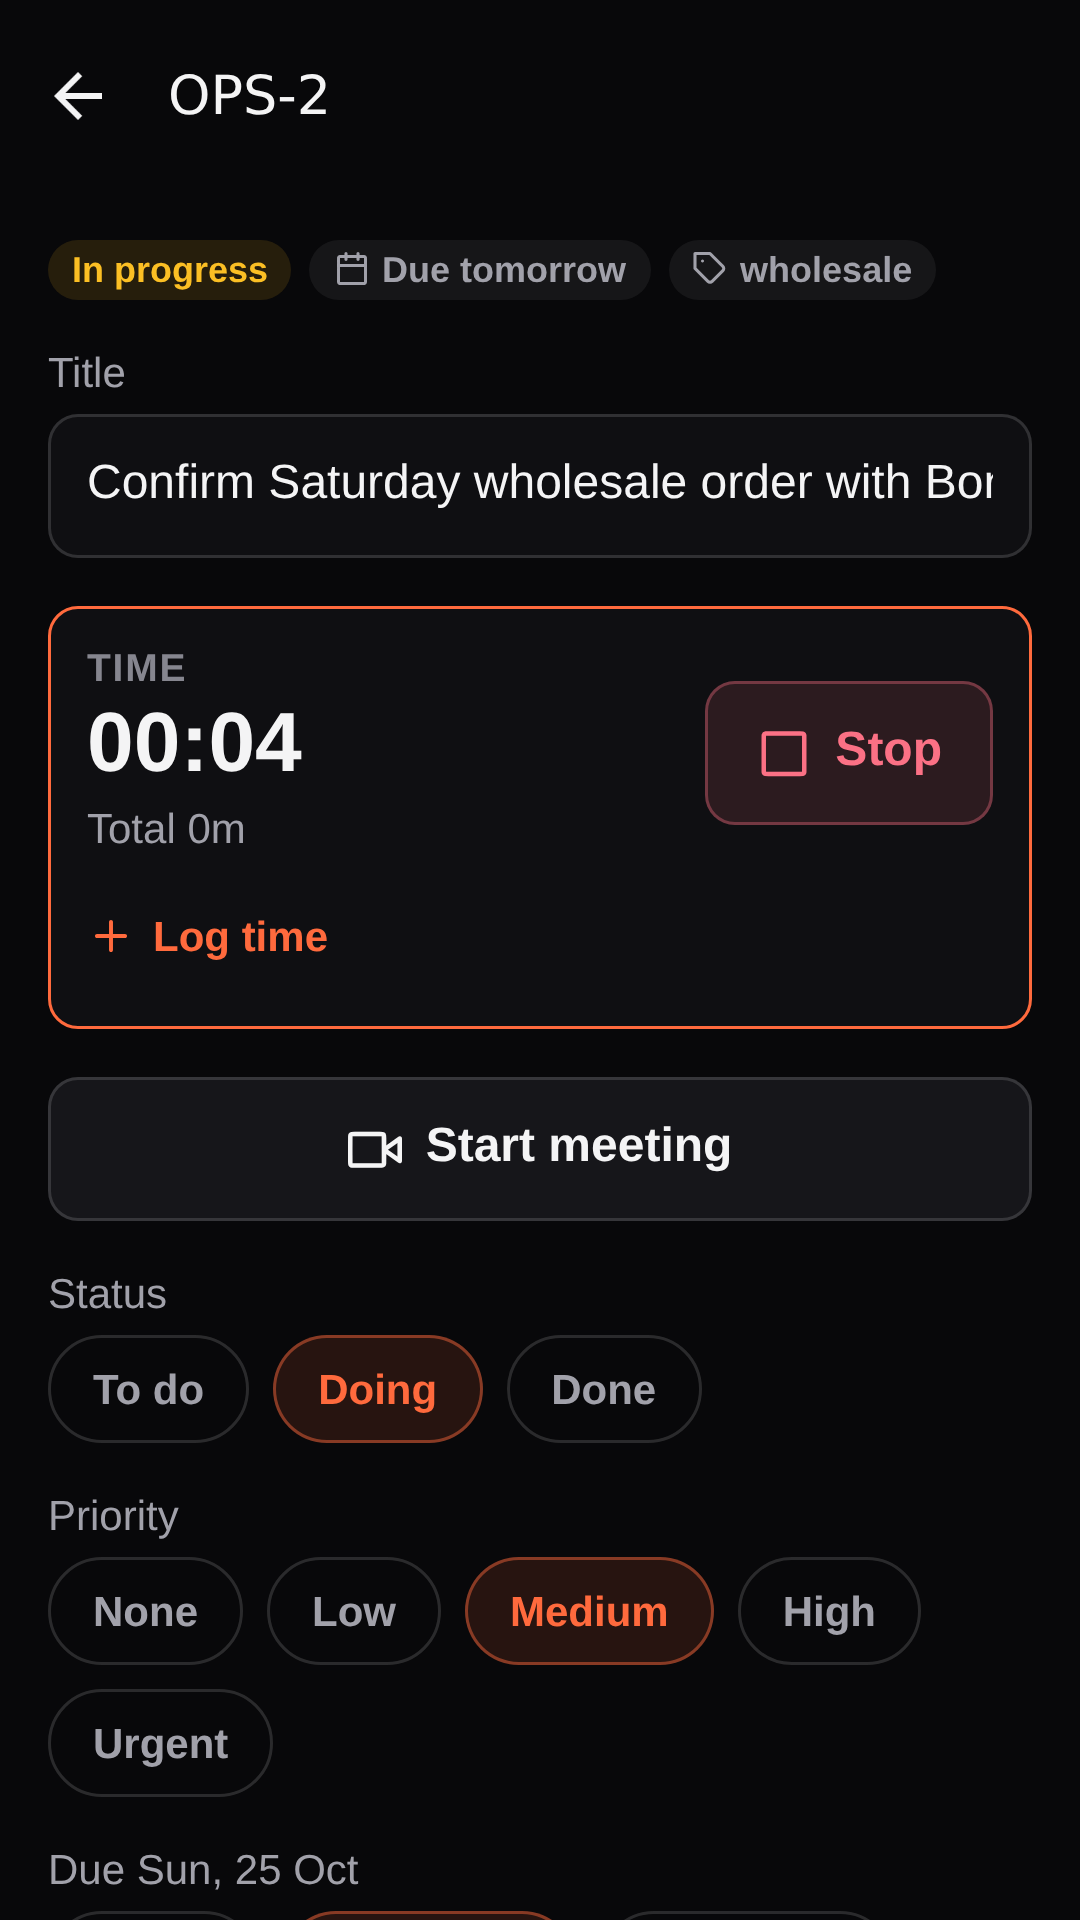 OPS-2
In progress
Due tomorrow
wholesale
Title
Confirm Saturday wholesale order with
TIME
00:04
Stop
Total 0m
Log time
Start meeting
Status
To do
Doing
Done
Priority
None
Low
Medium
High
Urgent
Due Sun, 25 Oct